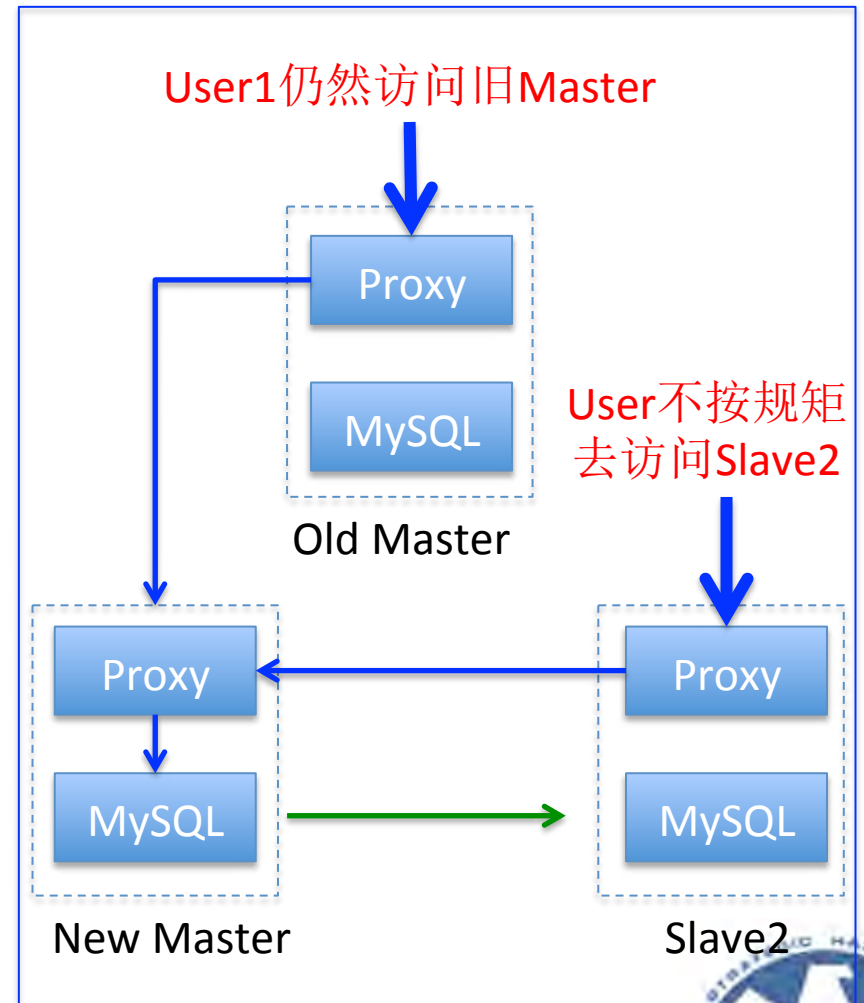 User1仍然访问旧Master
Proxy
MySQL
Old Master
User不按规矩
去访问Slave2
Proxy
MySQL
New Master
Proxy
MySQL
Slave2